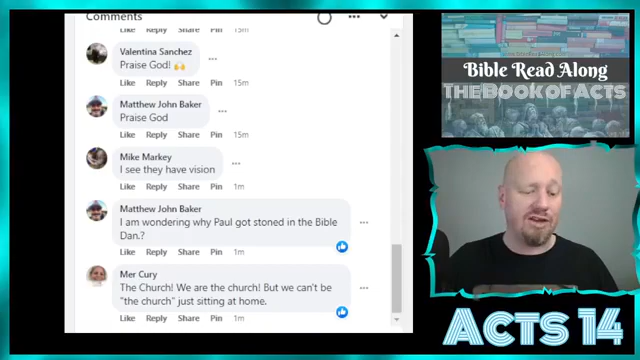 Comments
Like Reply Share Pin 15m
Valentina Sanchez
Praise God! 🙌
Like Reply Share Pin 15m
Matthew John Baker
Praise God
Like Reply Share Pin 15m
Mike Markey
I see they have vision
Like Reply Share Pin 1m
Matthew John Baker
I am wondering why Paul got stoned in the Bible
Dan.?
Like Reply Share Pin 1m
Mer Cury
The Church! We are the church! But we can't be
"the church" just sitting at home.
Like Reply Share Pin 1m
Bible Read Along
THE BOOK OF ACTS
ACTS 14